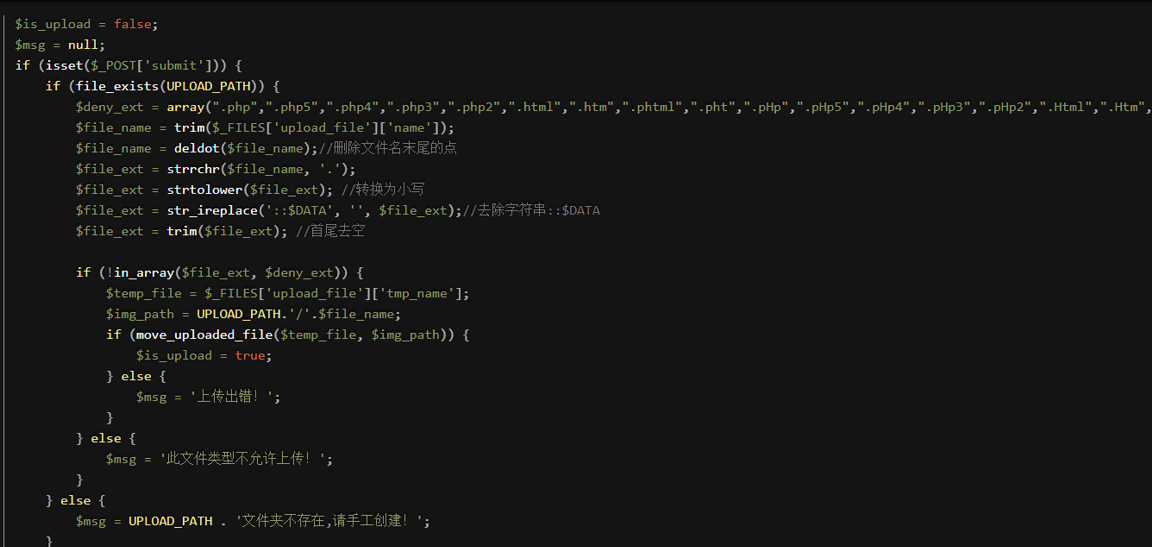 $is_upload = false;
$msg = null;
if (isset($_POST['submit'])) {
    if (file_exists(UPLOAD_PATH)) {
        $deny_ext = array(".php",".php5",".php4",".php3",".php2",".html",".htm",".phtml",".pht",".pHp",".pHp5",".pHp4",".pHp3",".pHp2",".Html",".Htm",
        $file_name = trim($_FILES['upload_file']['name']);
        $file_name = deldot($file_name);//删除文件名末尾的点
        $file_ext = strrchr($file_name, '.');
        $file_ext = strtolower($file_ext); //转换为小写
        $file_ext = str_ireplace('::$DATA', '', $file_ext);//去除字符串::$DATA
        $file_ext = trim($file_ext); //首尾去空
        if (!in_array($file_ext, $deny_ext)) {
            $temp_file = $_FILES['upload_file']['tmp_name'];
            $img_path = UPLOAD_PATH.'/'.$file_name;
            if (move_uploaded_file($temp_file, $img_path)) {
                $is_upload = true;
            } else {
                $msg = '上传出错！';
            }
        } else {
            $msg = '此文件类型不允许上传！';
        }
    } else {
        $msg = UPLOAD_PATH . '文件夹不存在,请手工创建！';
    }